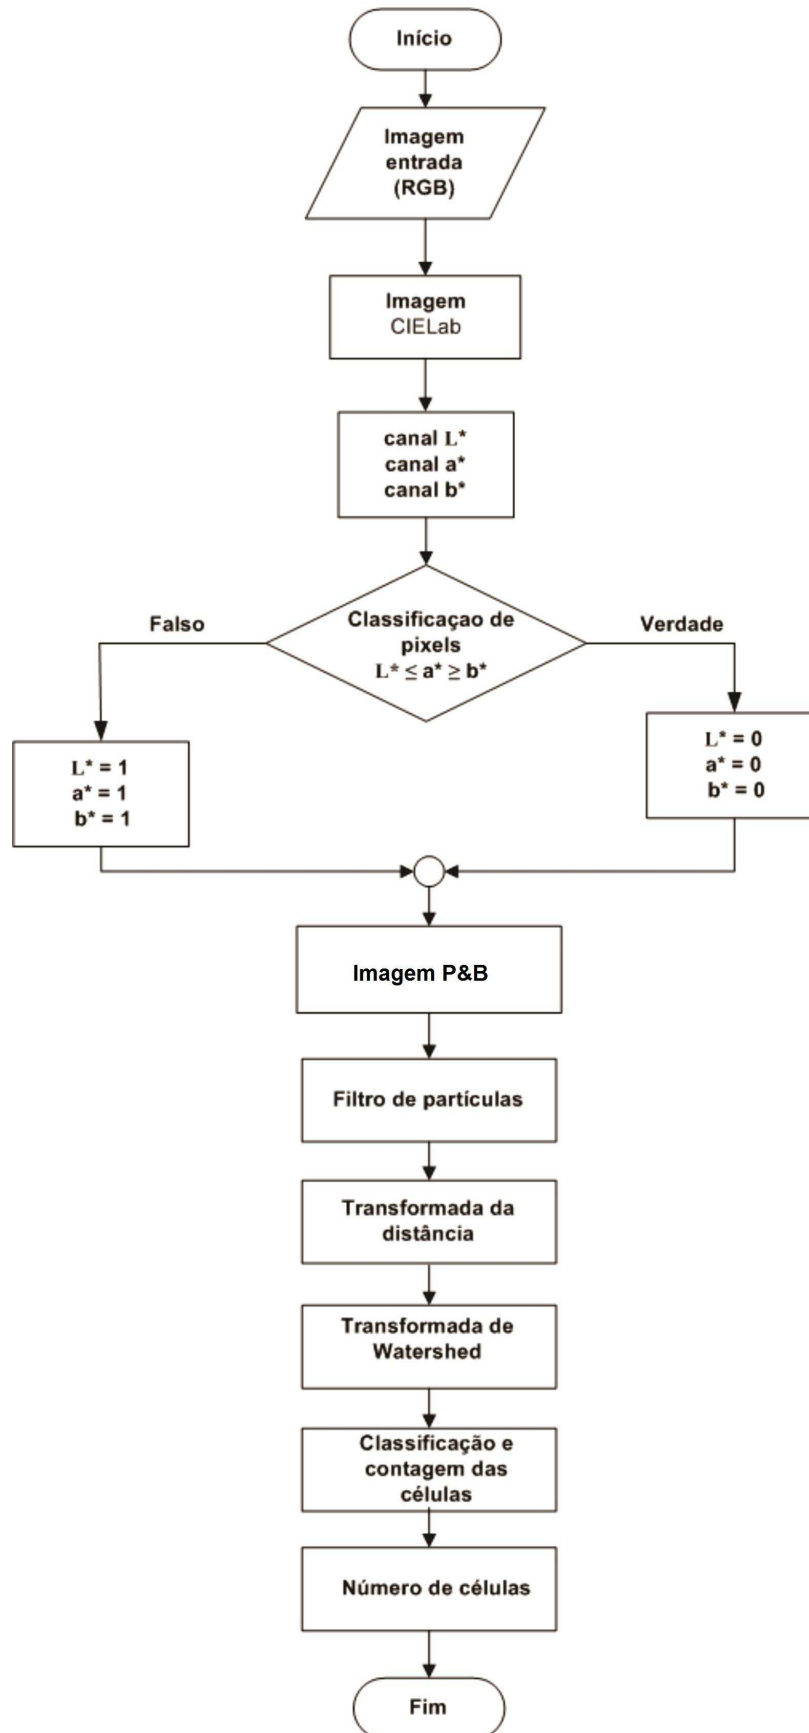 Início
Imagem
entrada
(RGB)
Imagem
CIELab
canal L*
canal a*
canal b*
Classificaçao de
pixels
L* ≤ a* ≥ b*
Falso
Verdade
L* = 1
a* = 1
b* = 1
L* = 0
a* = 0
b* = 0
Imagem P&B
Filtro de partículas
Transformada da
distância
Transformada de
Watershed
Classificação e
contagem das
células
Número de células
Fim